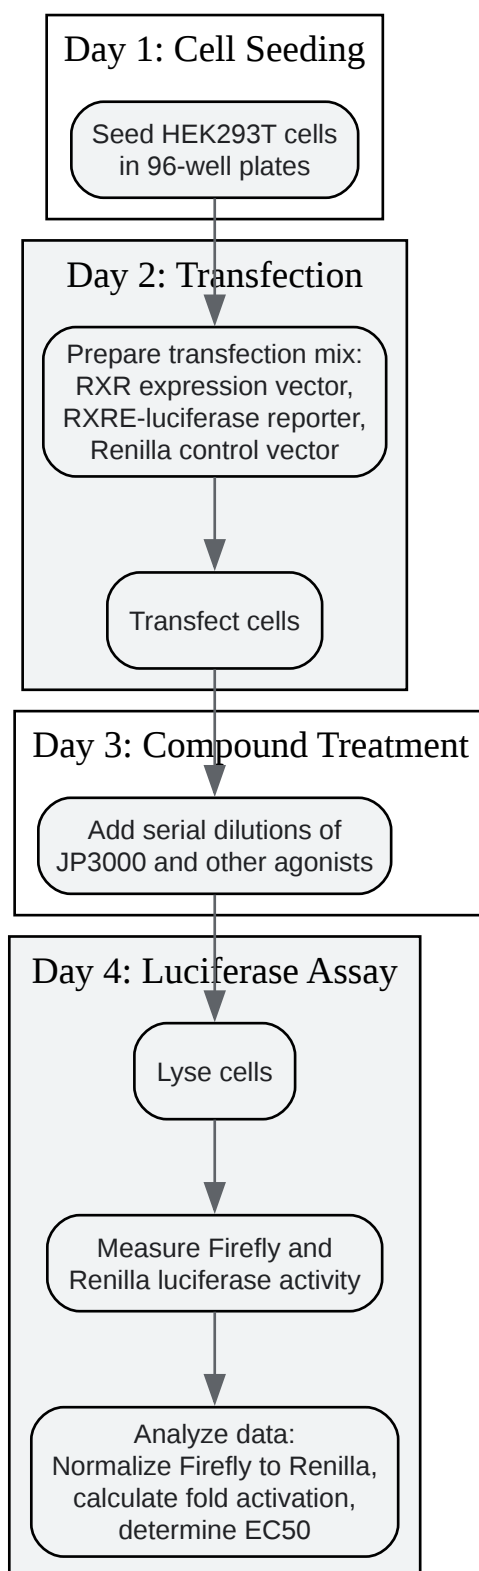 Day 1: Cell Seeding
Seed HEK293T cells
in 96-well plates
Day 2: Transfection
Prepare transfection mix:
RXR expression vector,
RXRE-luciferase reporter,
Renilla control vector
Transfect cells
Day 3: Compound Treatment
Add serial dilutions of
JP3000 and other agonists
Day 4: Luciferase Assay
Lyse cells
Measure Firefly and
Renilla luciferase activity
Analyze data:
Normalize Firefly to Renilla,
calculate fold activation,
determine EC50